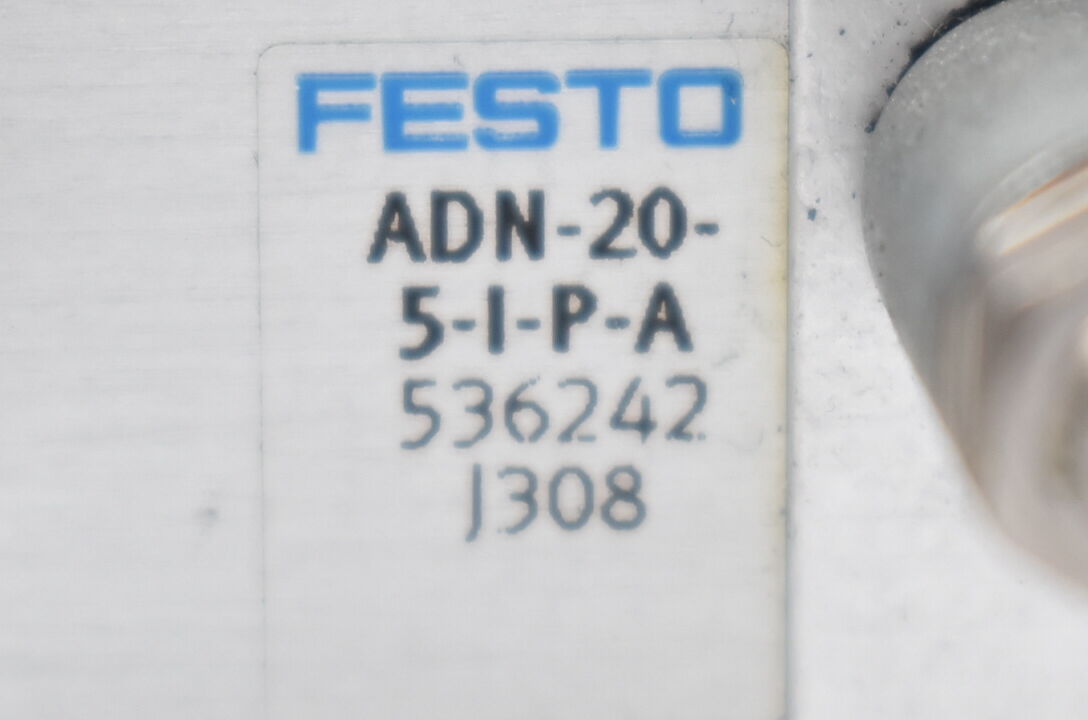 FESTO
ADN-20-
5-I-P-A
536242
J308